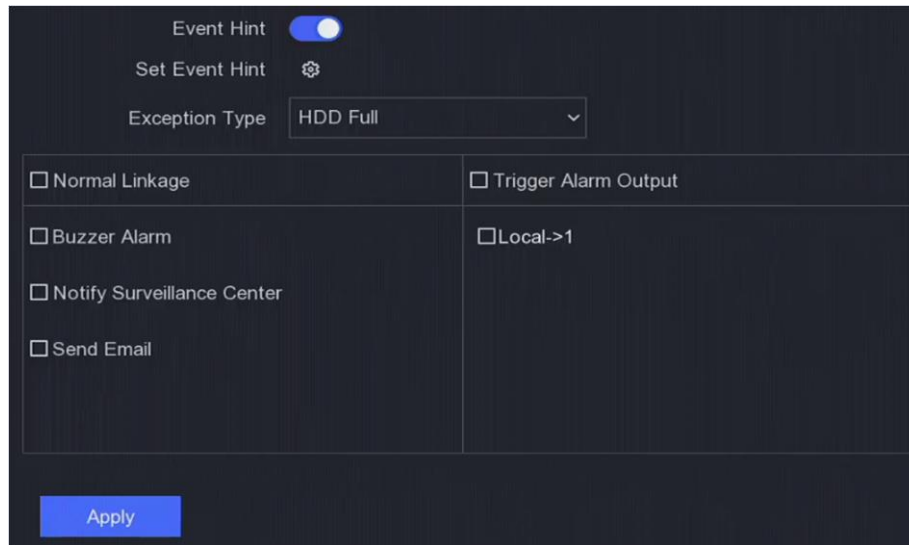 Event Hint
Set Event Hint
Exception Type HDD Full
Normal Linkage
Trigger Alarm Output
Buzzer Alarm
Local->1
Notify Surveillance Center
Send Email
Apply